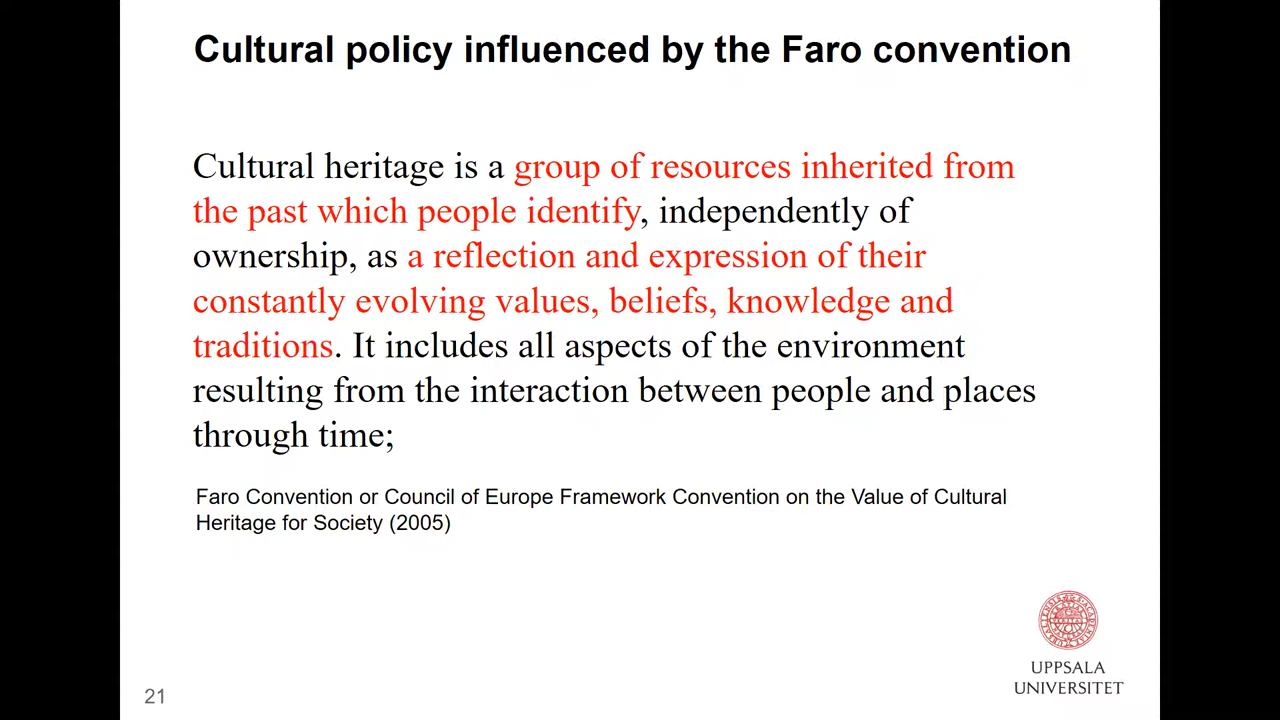 Cultural policy influenced by the Faro convention
Cultural heritage is a group of resources inherited from
the past which people identify, independently of
ownership, as a reflection and expression of their
constantly evolving values, beliefs, knowledge and
traditions. It includes all aspects of the environment
resulting from the interaction between people and places
through time;
Faro Convention or Council of Europe Framework Convention on the Value of Cultural
Heritage for Society (2005)
UPPSALA
UNIVERSITET
21